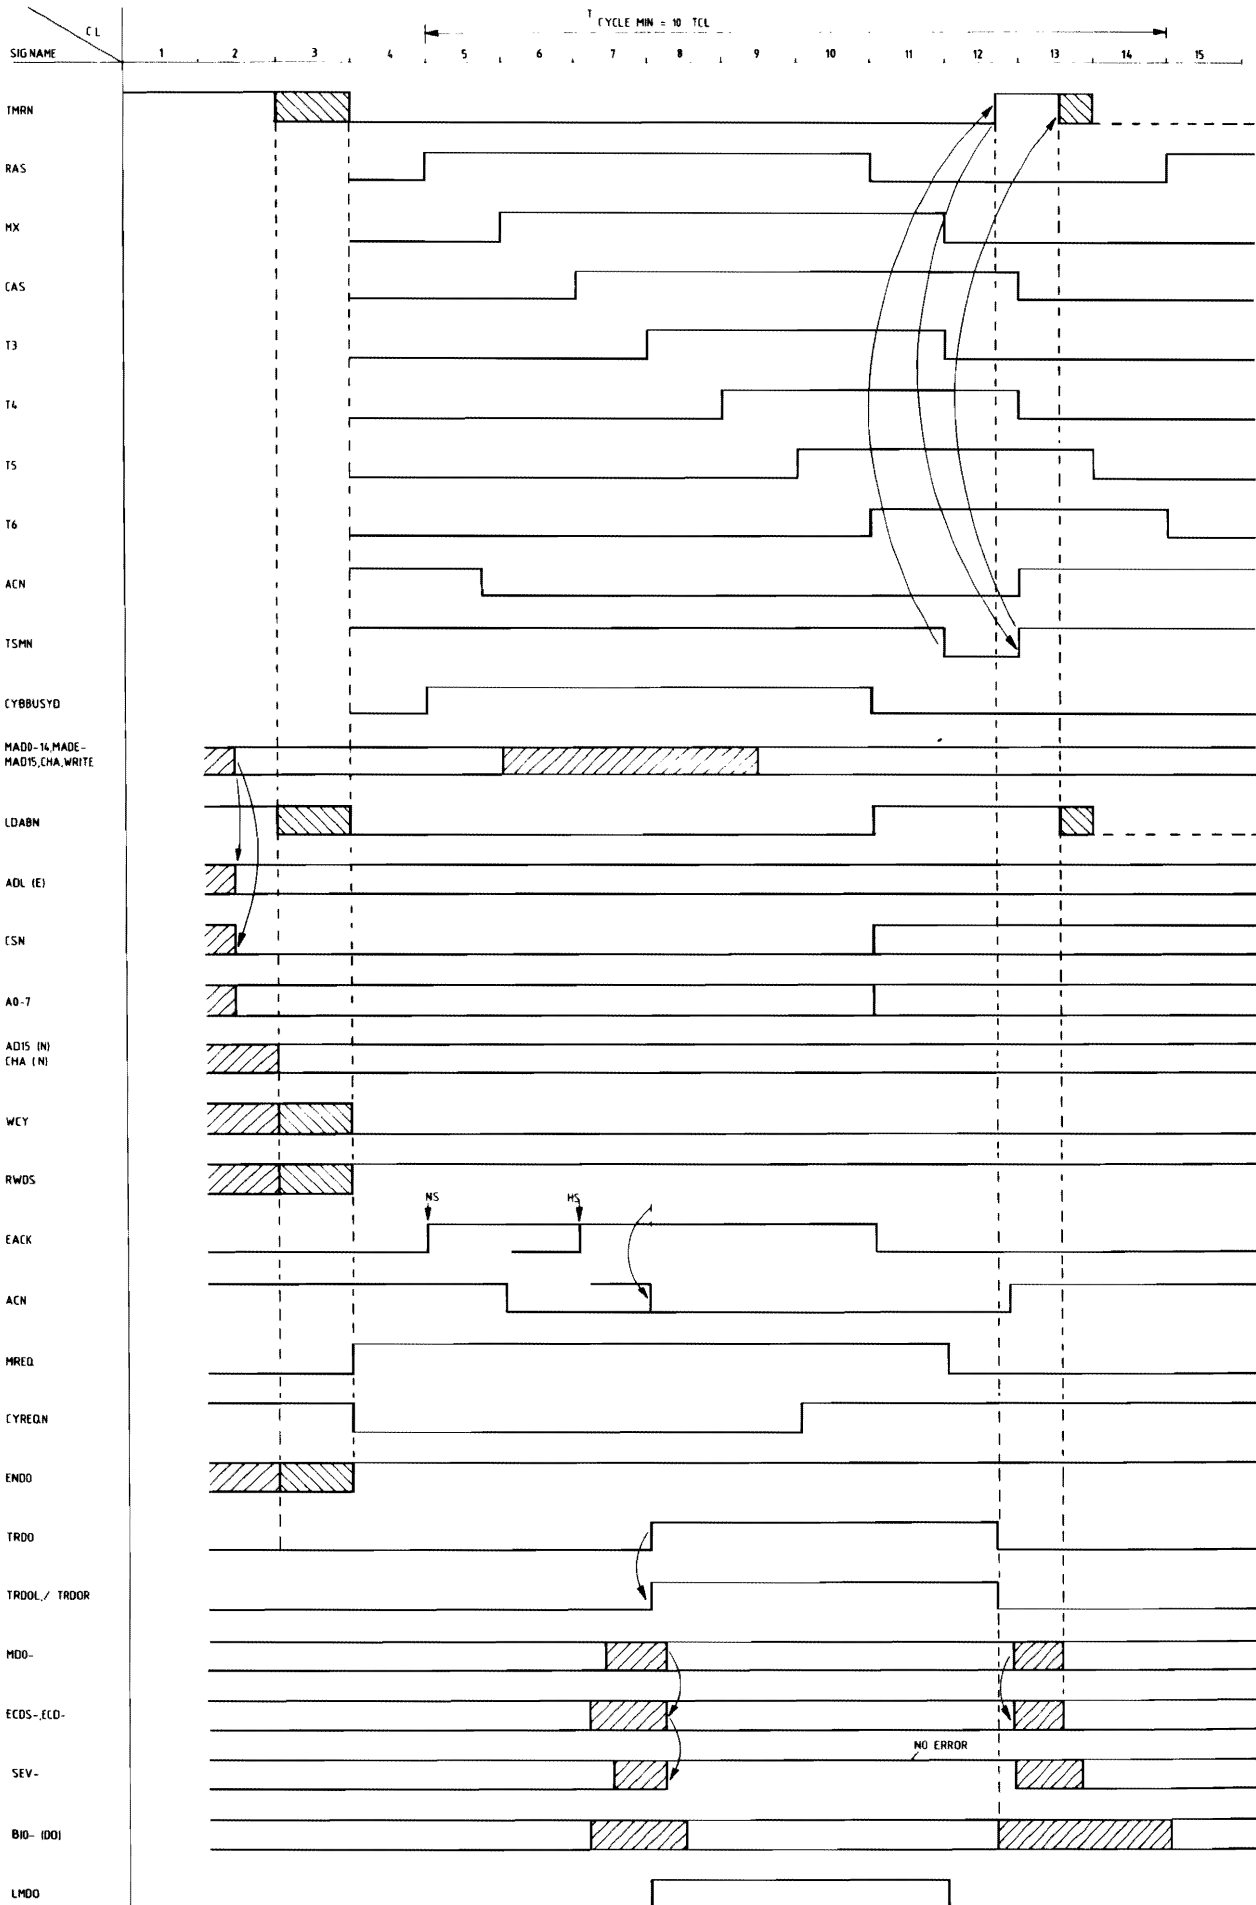 T CYCLE MIN = 10 TCL
CL
SIGNAME 1 2 3 4 5 6 7 8 9 10 11 12 13 14 15
TMRN
RAS
MX
CAS
T3
T4
T5
T6
ACN
TSMN
CYBBUSYD
MAD0-14,MADE-
MAD15,CHA,WRITE
LDABN
ADL (E)
CSN
A0-7
AD15 (N)
CHA (N)
WCY
RWDS
NS HS
EACK
ACN
MREQ
CYREQN
ENDO
TRDO
TRDOL,/ TRDOR
MDO-
ECDS-,ECD-
NO ERROR
SEV-
BIO- (DO)
LMDO